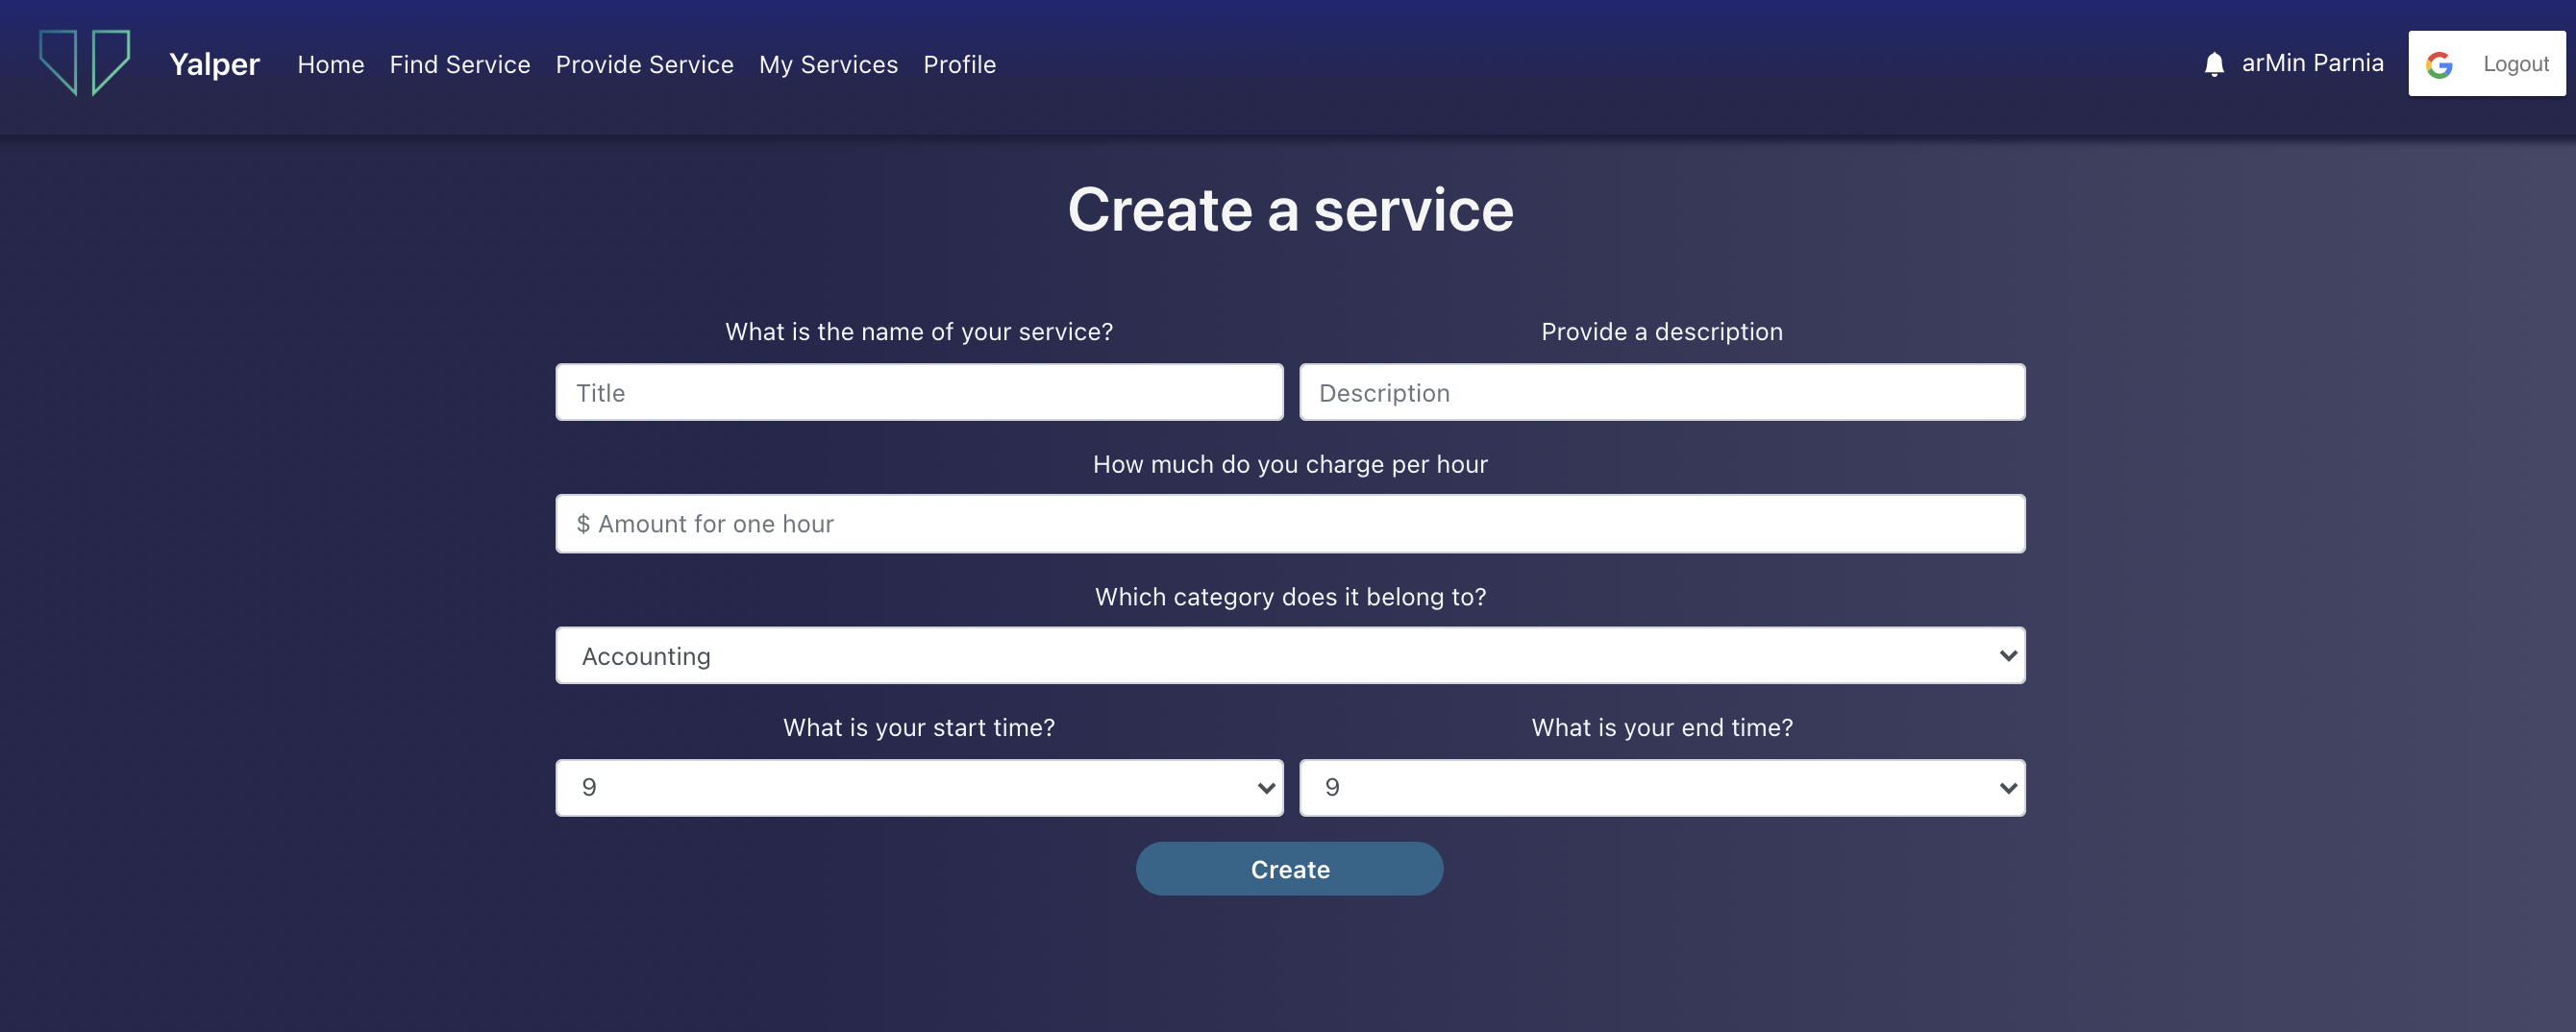 Yalper Home Find Service Provide Service My Services Profile arMin Parnia Logout
Create a service
What is the name of your service? Provide a description
Title Description
How much do you charge per hour
$ Amount for one hour
Which category does it belong to?
Accounting
What is your start time? What is your end time?
9 9
Create